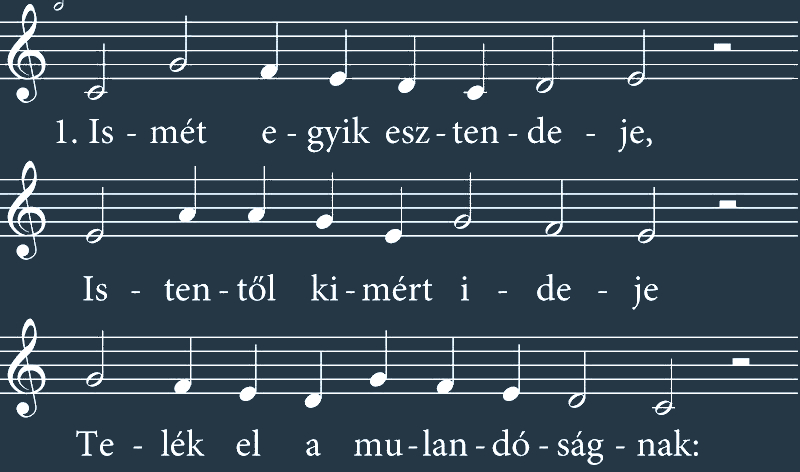 1. Is - mét e - gyik esz - ten - de - je,
Is - ten - től ki - mért i - de - je
Te - lék el a mu - lan - dó - ság - nak: